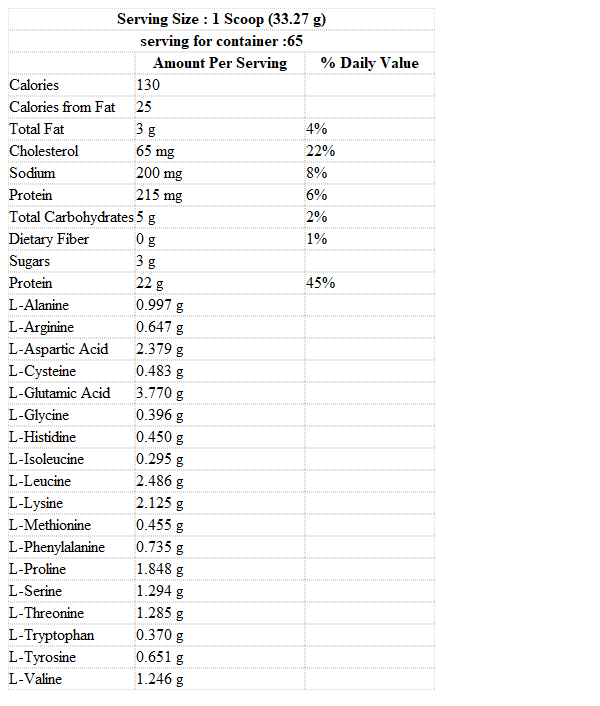 Serving Size : 1 Scoop (33.27 g)
serving for container :65
Amount Per Serving % Daily Value
Calories 130
Calories from Fat 25
Total Fat 3 g 4%
Cholesterol 65 mg 22%
Sodium 200 mg 8%
Protein 215 mg 6%
Total Carbohydrates 5 g 2%
Dietary Fiber 0 g 1%
Sugars 3 g
Protein 22 g 45%
L-Alanine 0.997 g
L-Arginine 0.647 g
L-Aspartic Acid 2.379 g
L-Cysteine 0.483 g
L-Glutamic Acid 3.770 g
L-Glycine 0.396 g
L-Histidine 0.450 g
L-Isoleucine 0.295 g
L-Leucine 2.486 g
L-Lysine 2.125 g
L-Methionine 0.455 g
L-Phenylalanine 0.735 g
L-Proline 1.848 g
L-Serine 1.294 g
L-Threonine 1.285 g
L-Tryptophan 0.370 g
L-Tyrosine 0.651 g
L-Valine 1.246 g